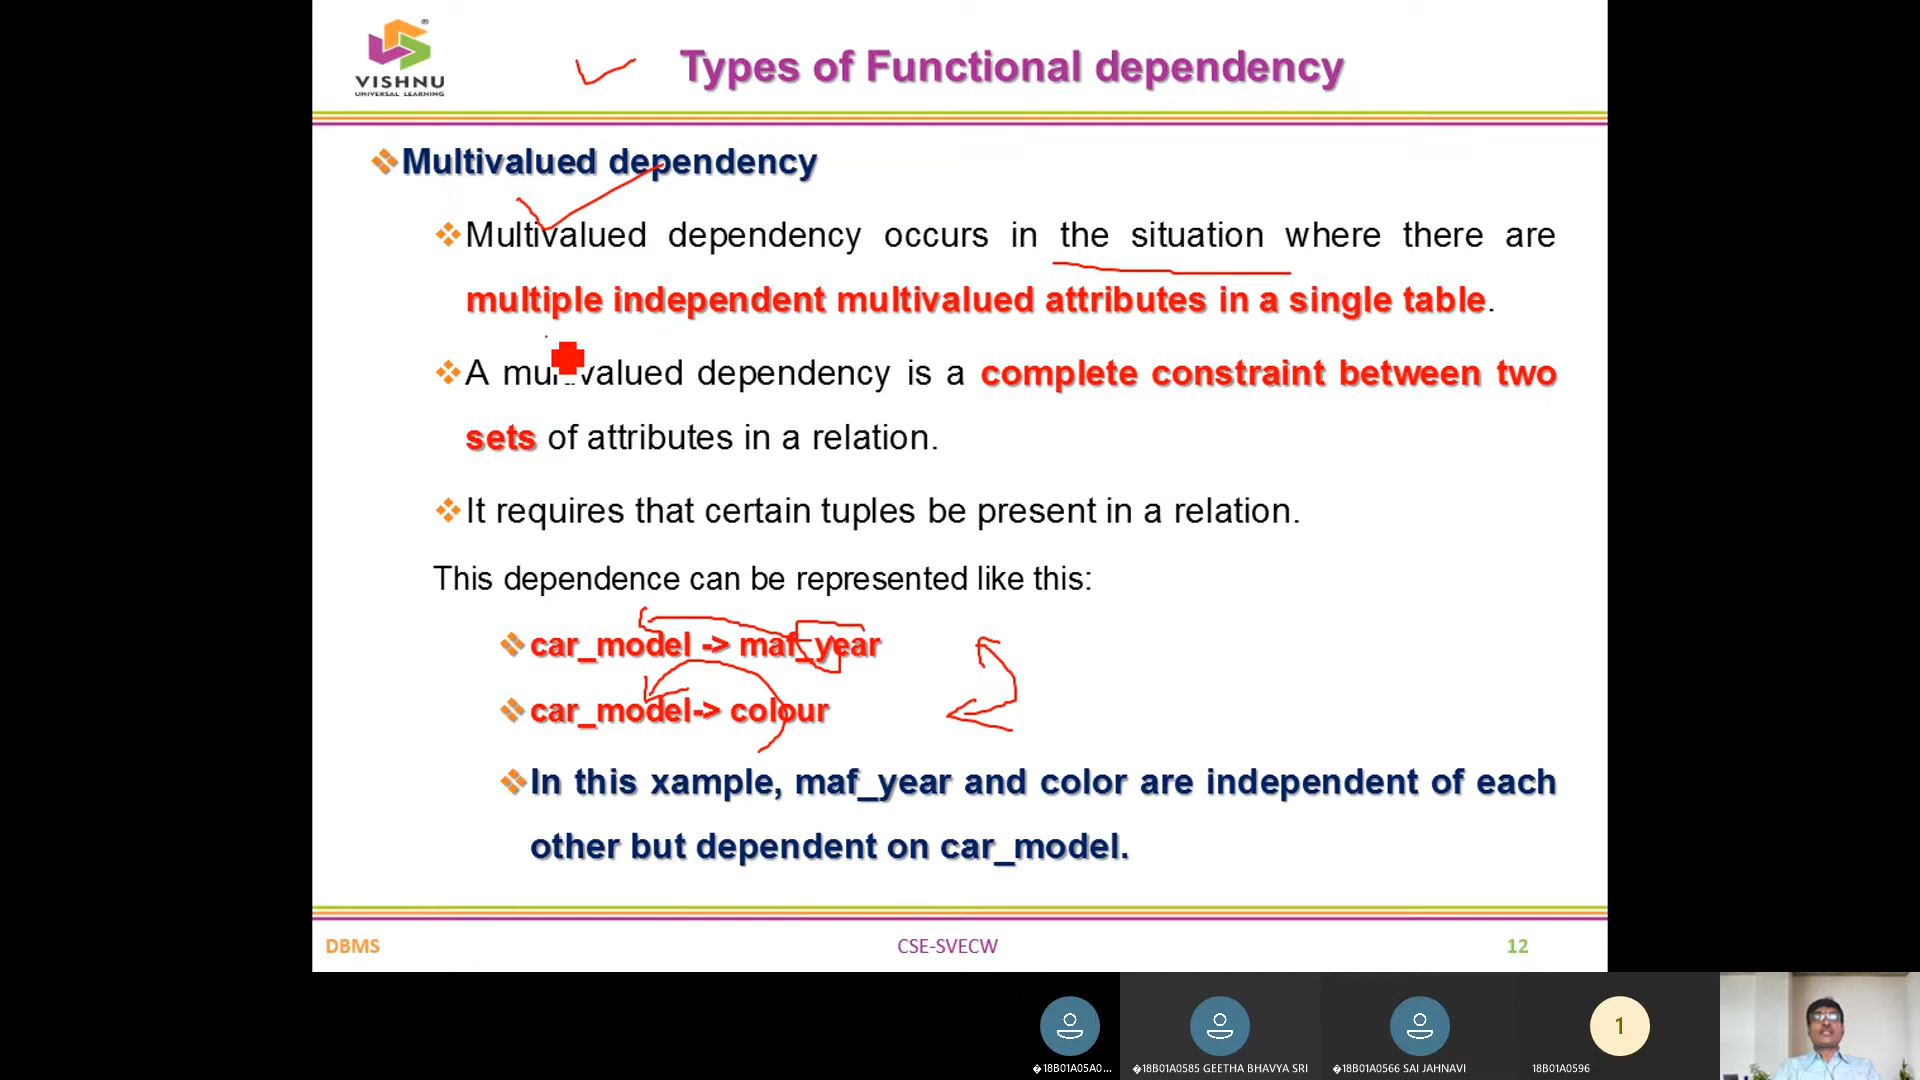 VISHNU
UNIVERSAL LEARNING
Types of Functional dependency
Multivalued dependency
Multivalued dependency occurs in the situation where there are
multiple independent multivalued attributes in a single table.
A multivalued dependency is a complete constraint between two
sets of attributes in a relation.
It requires that certain tuples be present in a relation.
This dependence can be represented like this:
car_model -> maf_year
car_model-> colour
In this xample, maf_year and color are independent of each
other but dependent on car_model.
DBMS
CSE-SVECW
12
1
�18B01A05A0...
�18B01A0585 GEETHA BHAVYA SRI
�18B01A0566 SAI JAHNAVI
18B01A0596